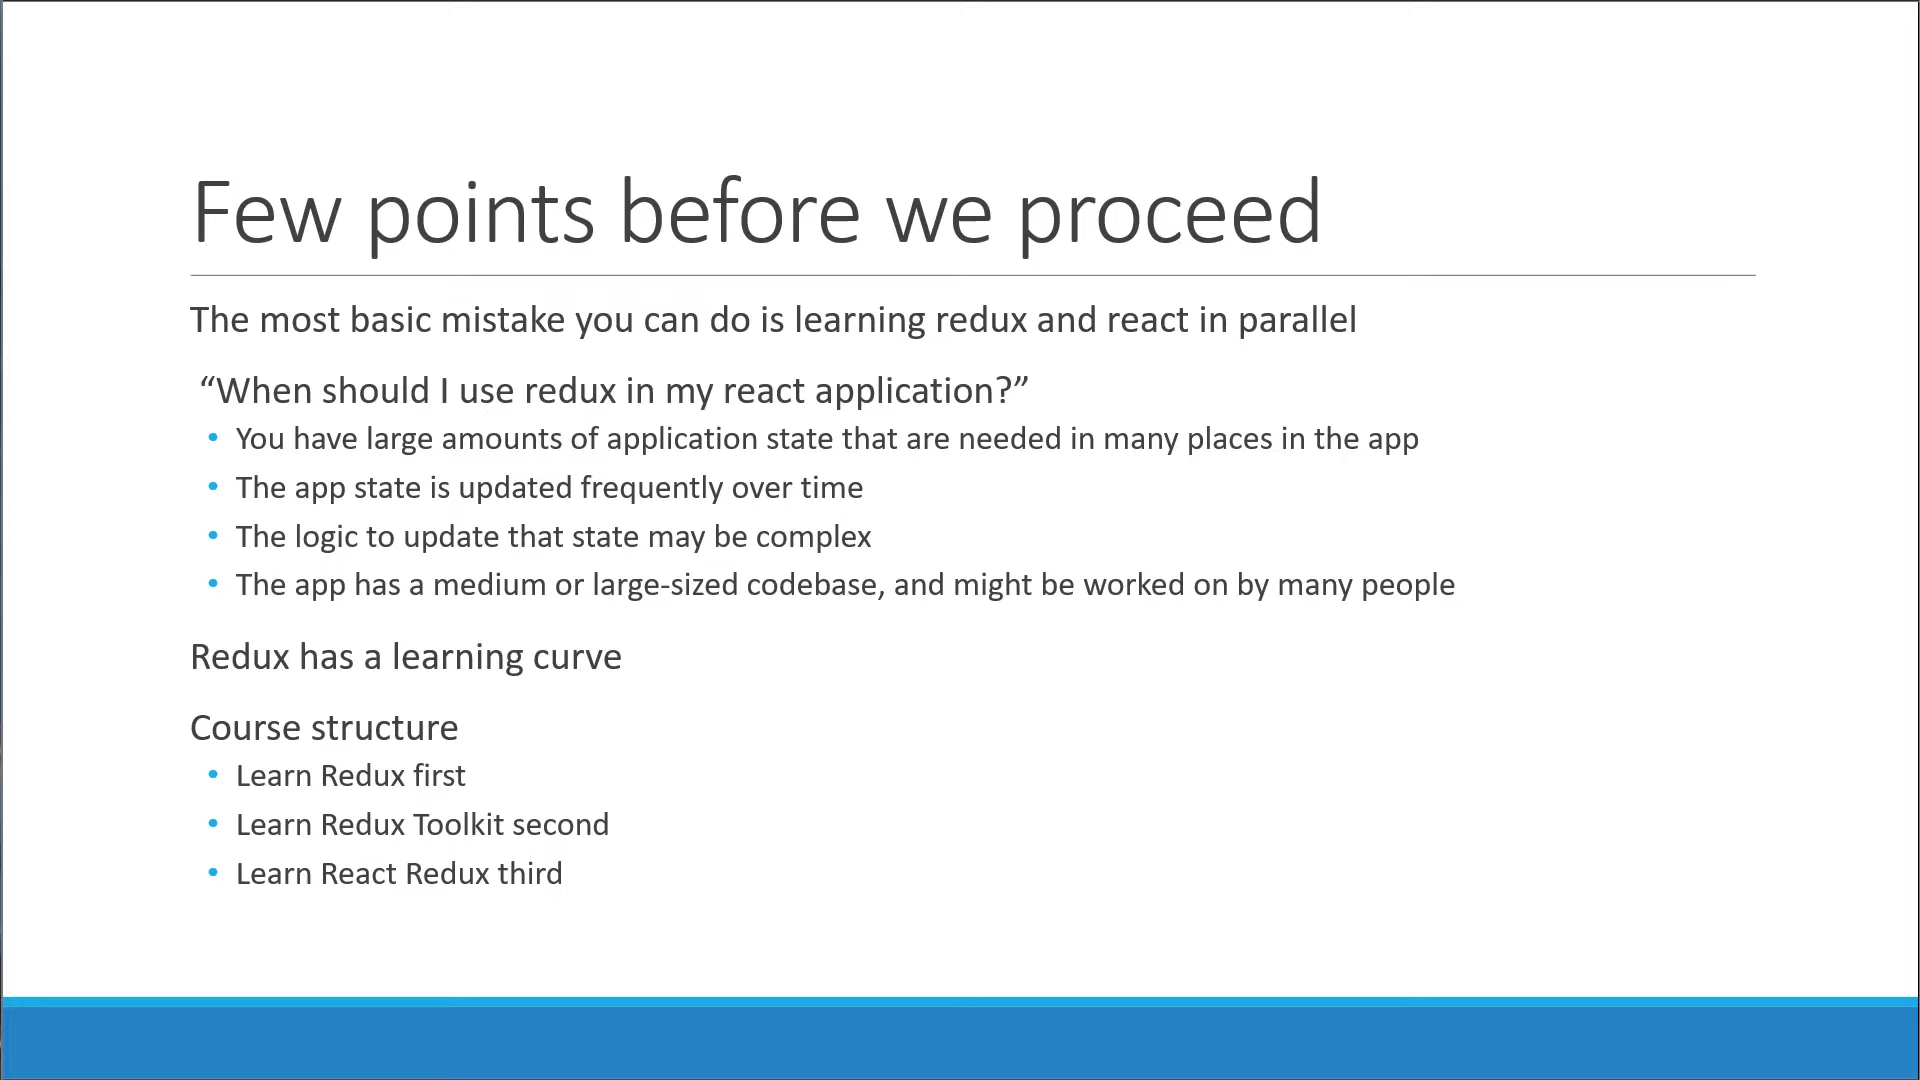 Few points before we proceed
The most basic mistake you can do is learning redux and react in parallel
“When should I use redux in my react application?”
• You have large amounts of application state that are needed in many places in the app
• The app state is updated frequently over time
• The logic to update that state may be complex
• The app has a medium or large-sized codebase, and might be worked on by many people
Redux has a learning curve
Course structure
• Learn Redux first
• Learn Redux Toolkit second
• Learn React Redux third